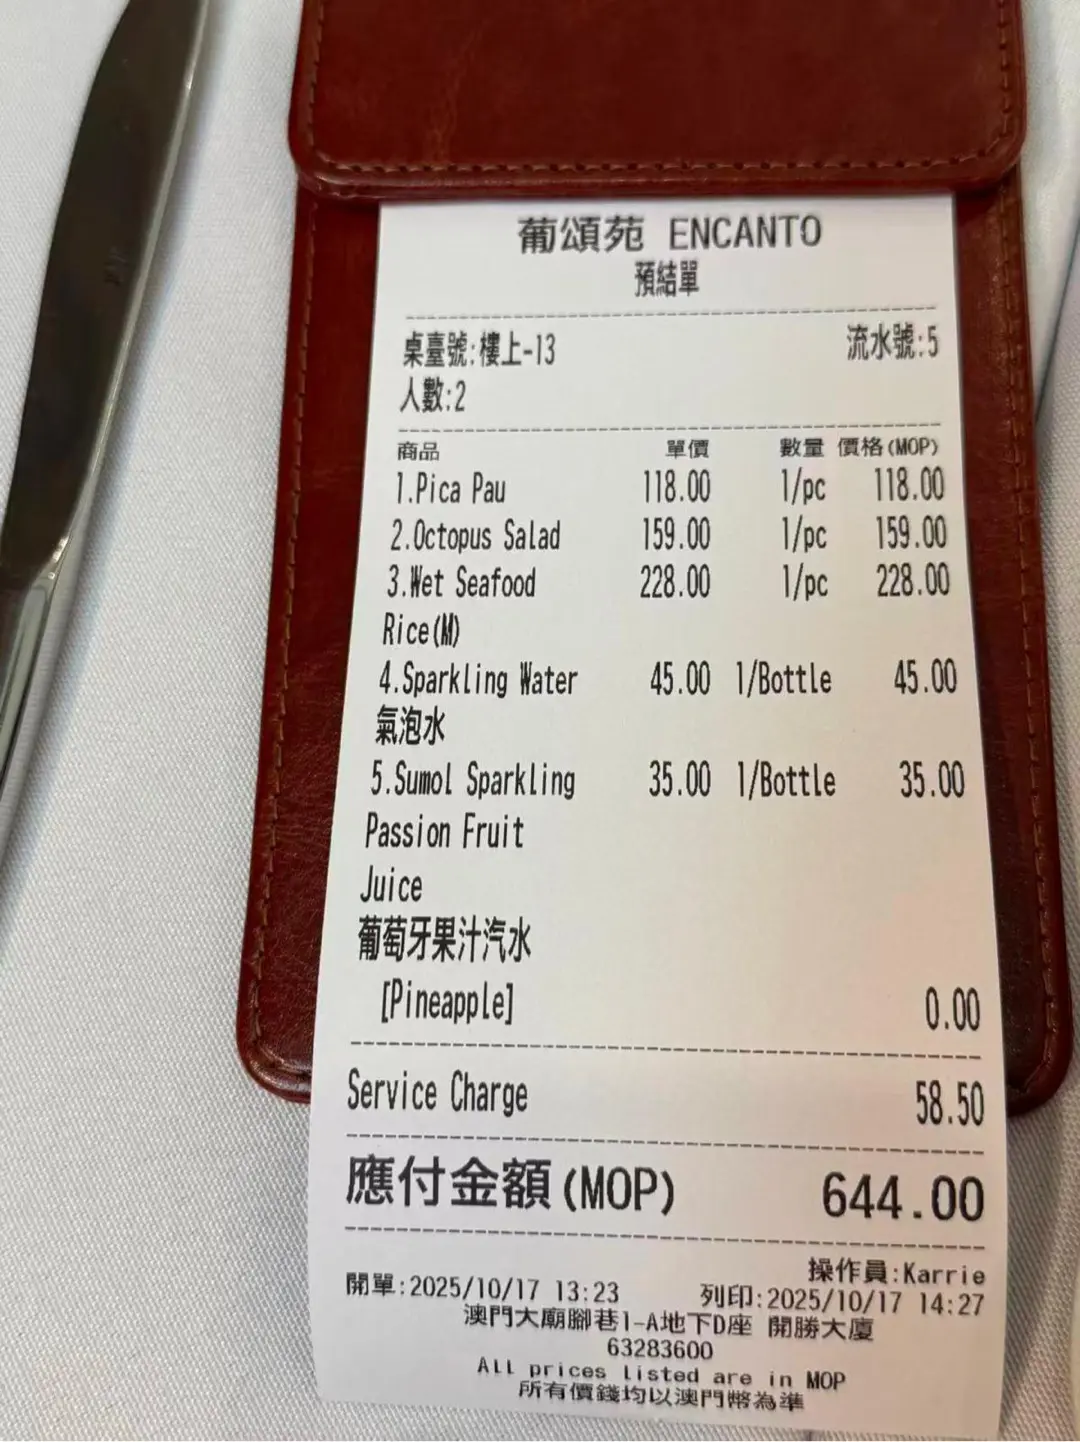 葡頌苑 ENCANTO
預結單
桌臺號:樓上-13 流水號:5
人數:2
商品 單價 數量 價格(MOP)
1.Pica Pau 118.00 1/pc 118.00
2.Octopus Salad 159.00 1/pc 159.00
3.Wet Seafood 228.00 1/pc 228.00
Rice(M)
4.Sparkling Water 45.00 1/Bottle 45.00
氣泡水
5.Sumol Sparkling 35.00 1/Bottle 35.00
Passion Fruit
Juice
葡萄牙果汁汽水
[Pineapple] 0.00
Service Charge 58.50
應付金額(MOP) 644.00
操作員:Karrie
開單:2025/10/17 13:23 列印:2025/10/17 14:27
澳門大廟腳巷1-A地下D座 開勝大廈
63283600
All prices listed are in MOP
所有價錢均以澳門幣為準